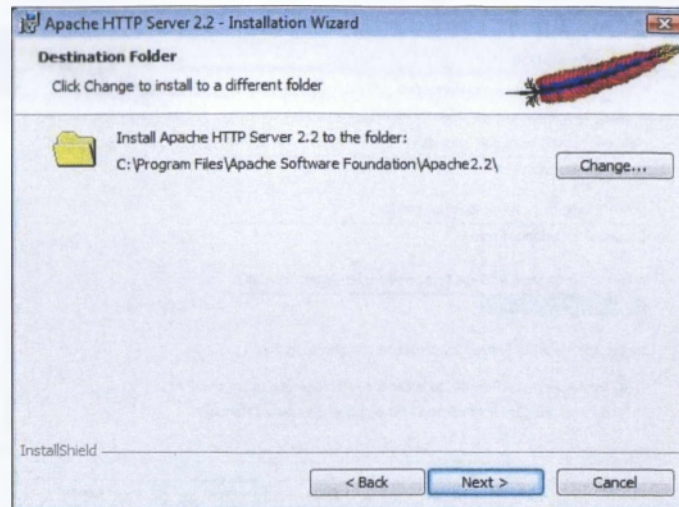 Apache HTTP Server 2.2 - Installation Wizard
Destination Folder
Click Change to install to a different folder
Install Apache HTTP Server 2.2 to the folder:
C:\Program Files\Apache Software Foundation\Apache2.2\
Change...
InstallShield
< Back
Next >
Cancel